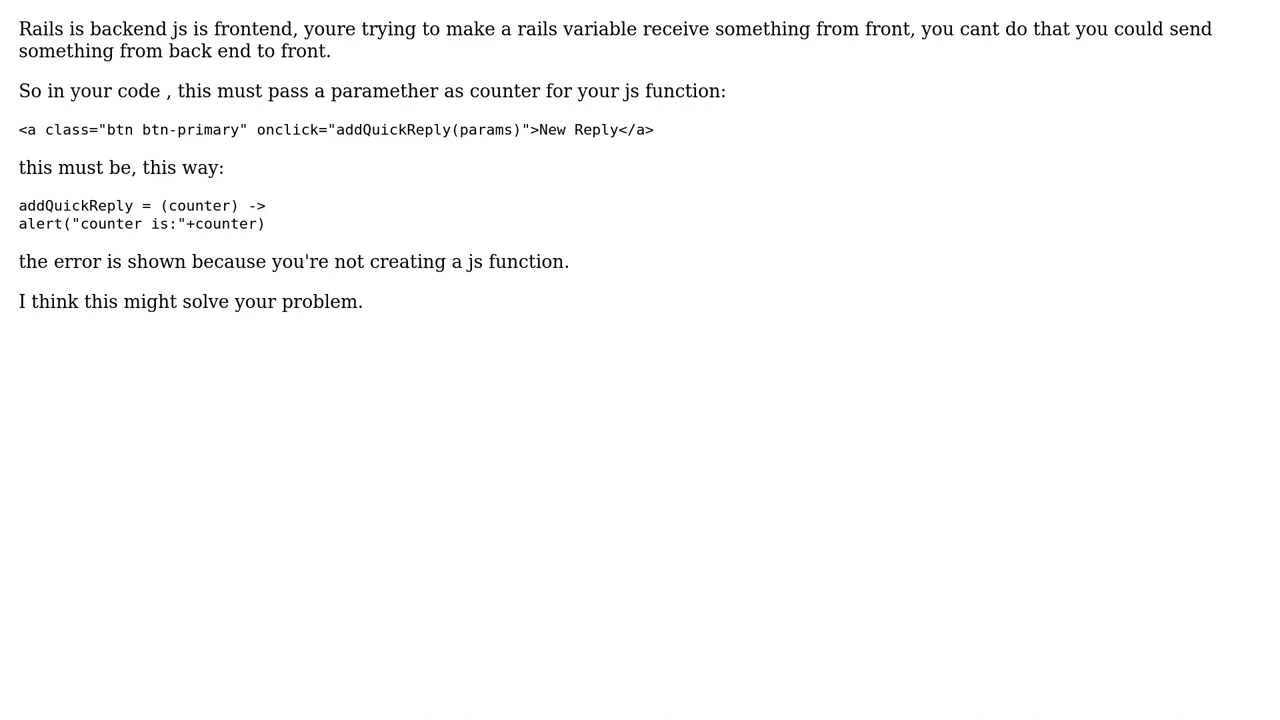 Rails is backend js is frontend, youre trying to make a rails variable receive something from front, you cant do that you could send
something from back end to front.
So in your code , this must pass a paramether as counter for your js function:
<a class="btn btn-primary" onclick="addQuickReply(params)">New Reply</a>
this must be, this way:
addQuickReply = (counter) ->
alert("counter is:"+counter)
the error is shown because you're not creating a js function.
I think this might solve your problem.